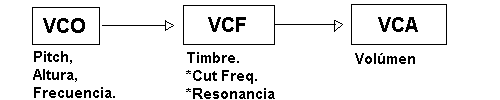 VCO
VCF
VCA
Pitch,
Altura,
Frecuencia.
Timbre.
*Cut Freq.
*Resonancia
Volúmen